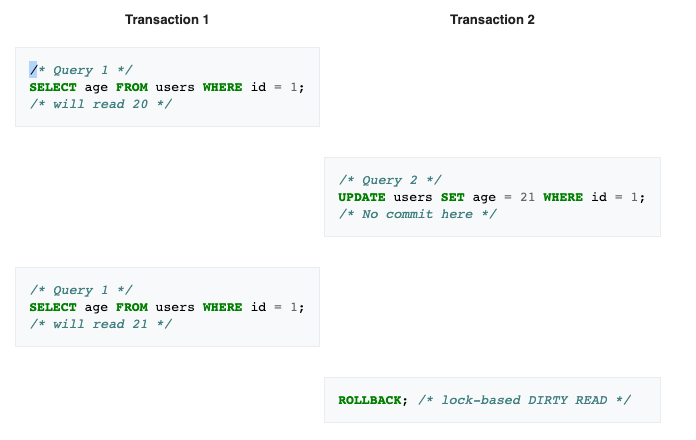 Transaction 1
Transaction 2
/* Query 1 */
SELECT age FROM users WHERE id = 1;
/* will read 20 */
/* Query 2 */
UPDATE users SET age = 21 WHERE id = 1;
/* No commit here */
/* Query 1 */
SELECT age FROM users WHERE id = 1;
/* will read 21 */
ROLLBACK; /* lock-based DIRTY READ */